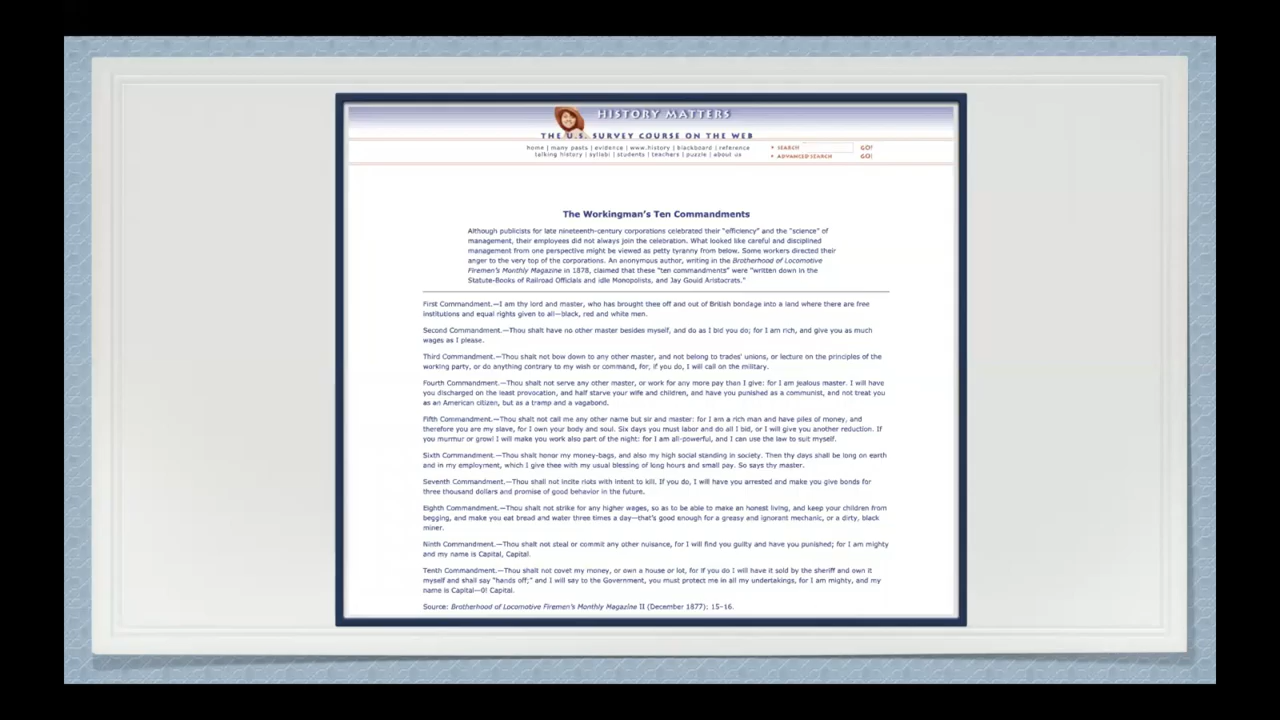 HISTORY MATTERS
THE U.S. SURVEY COURSE ON THE WEB
home | many pasts | evidence | www.history | blackboard | reference
talking history | syllabi | students | teachers | puzzle | about us
SEARCH GO!
ADVANCED SEARCH GO!
The Workingman's Ten Commandments
Although publicists for late nineteenth-century corporations celebrated their "efficiency" and the "science" of
management, their employees did not always join the celebration. What looked like careful and disciplined
management from one perspective might be viewed as petty tyranny from below. Some workers directed their
anger to the very top of the corporations. An anonymous author, writing in the Brotherhood of Locomotive
Firemen's Monthly Magazine in 1878, claimed that these "ten commandments" were "written down in the
Statute-Books of Railroad Officials and idle Monopolists, and Jay Gould Aristocrats."
First Commandment.—I am thy lord and master, who has brought thee off and out of British bondage into a land where there are free
institutions and equal rights given to all—black, red and white men.
Second Commandment.—Thou shalt have no other master besides myself, and do as I bid you do; for I am rich, and give you as much
wages as I please.
Third Commandment.—Thou shalt not bow down to any other master, and not belong to trades' unions, or lecture on the principles of the
working party, or do anything contrary to my wish or command, for, if you do, I will call on the military.
Fourth Commandment.—Thou shalt not serve any other master, or work for any more pay than I give: for I am jealous master. I will have
you discharged on the least provocation, and half starve your wife and children, and have you punished as a communist, and not treat you
as an American citizen, but as a tramp and a vagabond.
Fifth Commandment.—Thou shalt not call me any other name but sir and master: for I am a rich man and have piles of money, and
therefore you are my slave, for I own your body and soul. Six days you must labor and do all I bid, or I will give you another reduction. If
you murmur or growl I will make you work also part of the night: for I am all-powerful, and I can use the law to suit myself.
Sixth Commandment.—Thou shalt honor my money-bags, and also my high social standing in society. Then thy days shall be long on earth
and in my employment, which I give thee with my usual blessing of long hours and small pay. So says thy master.
Seventh Commandment.—Thou shall not incite riots with intent to kill. If you do, I will have you arrested and make you give bonds for
three thousand dollars and promise of good behavior in the future.
Eighth Commandment.—Thou shalt not strike for any higher wages, so as to be able to make an honest living, and keep your children from
begging, and make you eat bread and water three times a day—that's good enough for a greasy and ignorant mechanic, or a dirty, black
miner.
Ninth Commandment.—Thou shalt not steal or commit any other nuisance, for I will find you guilty and have you punished; for I am mighty
and my name is Capital, Capital.
Tenth Commandment.—Thou shalt not covet my money, or own a house or lot, for if you do I will have it sold by the sheriff and own it
myself and shall say "hands off;" and I will say to the Government, you must protect me in all my undertakings, for I am mighty, and my
name is Capital—O! Capital.
Source: Brotherhood of Locomotive Firemen's Monthly Magazine II (December 1877): 15–16.